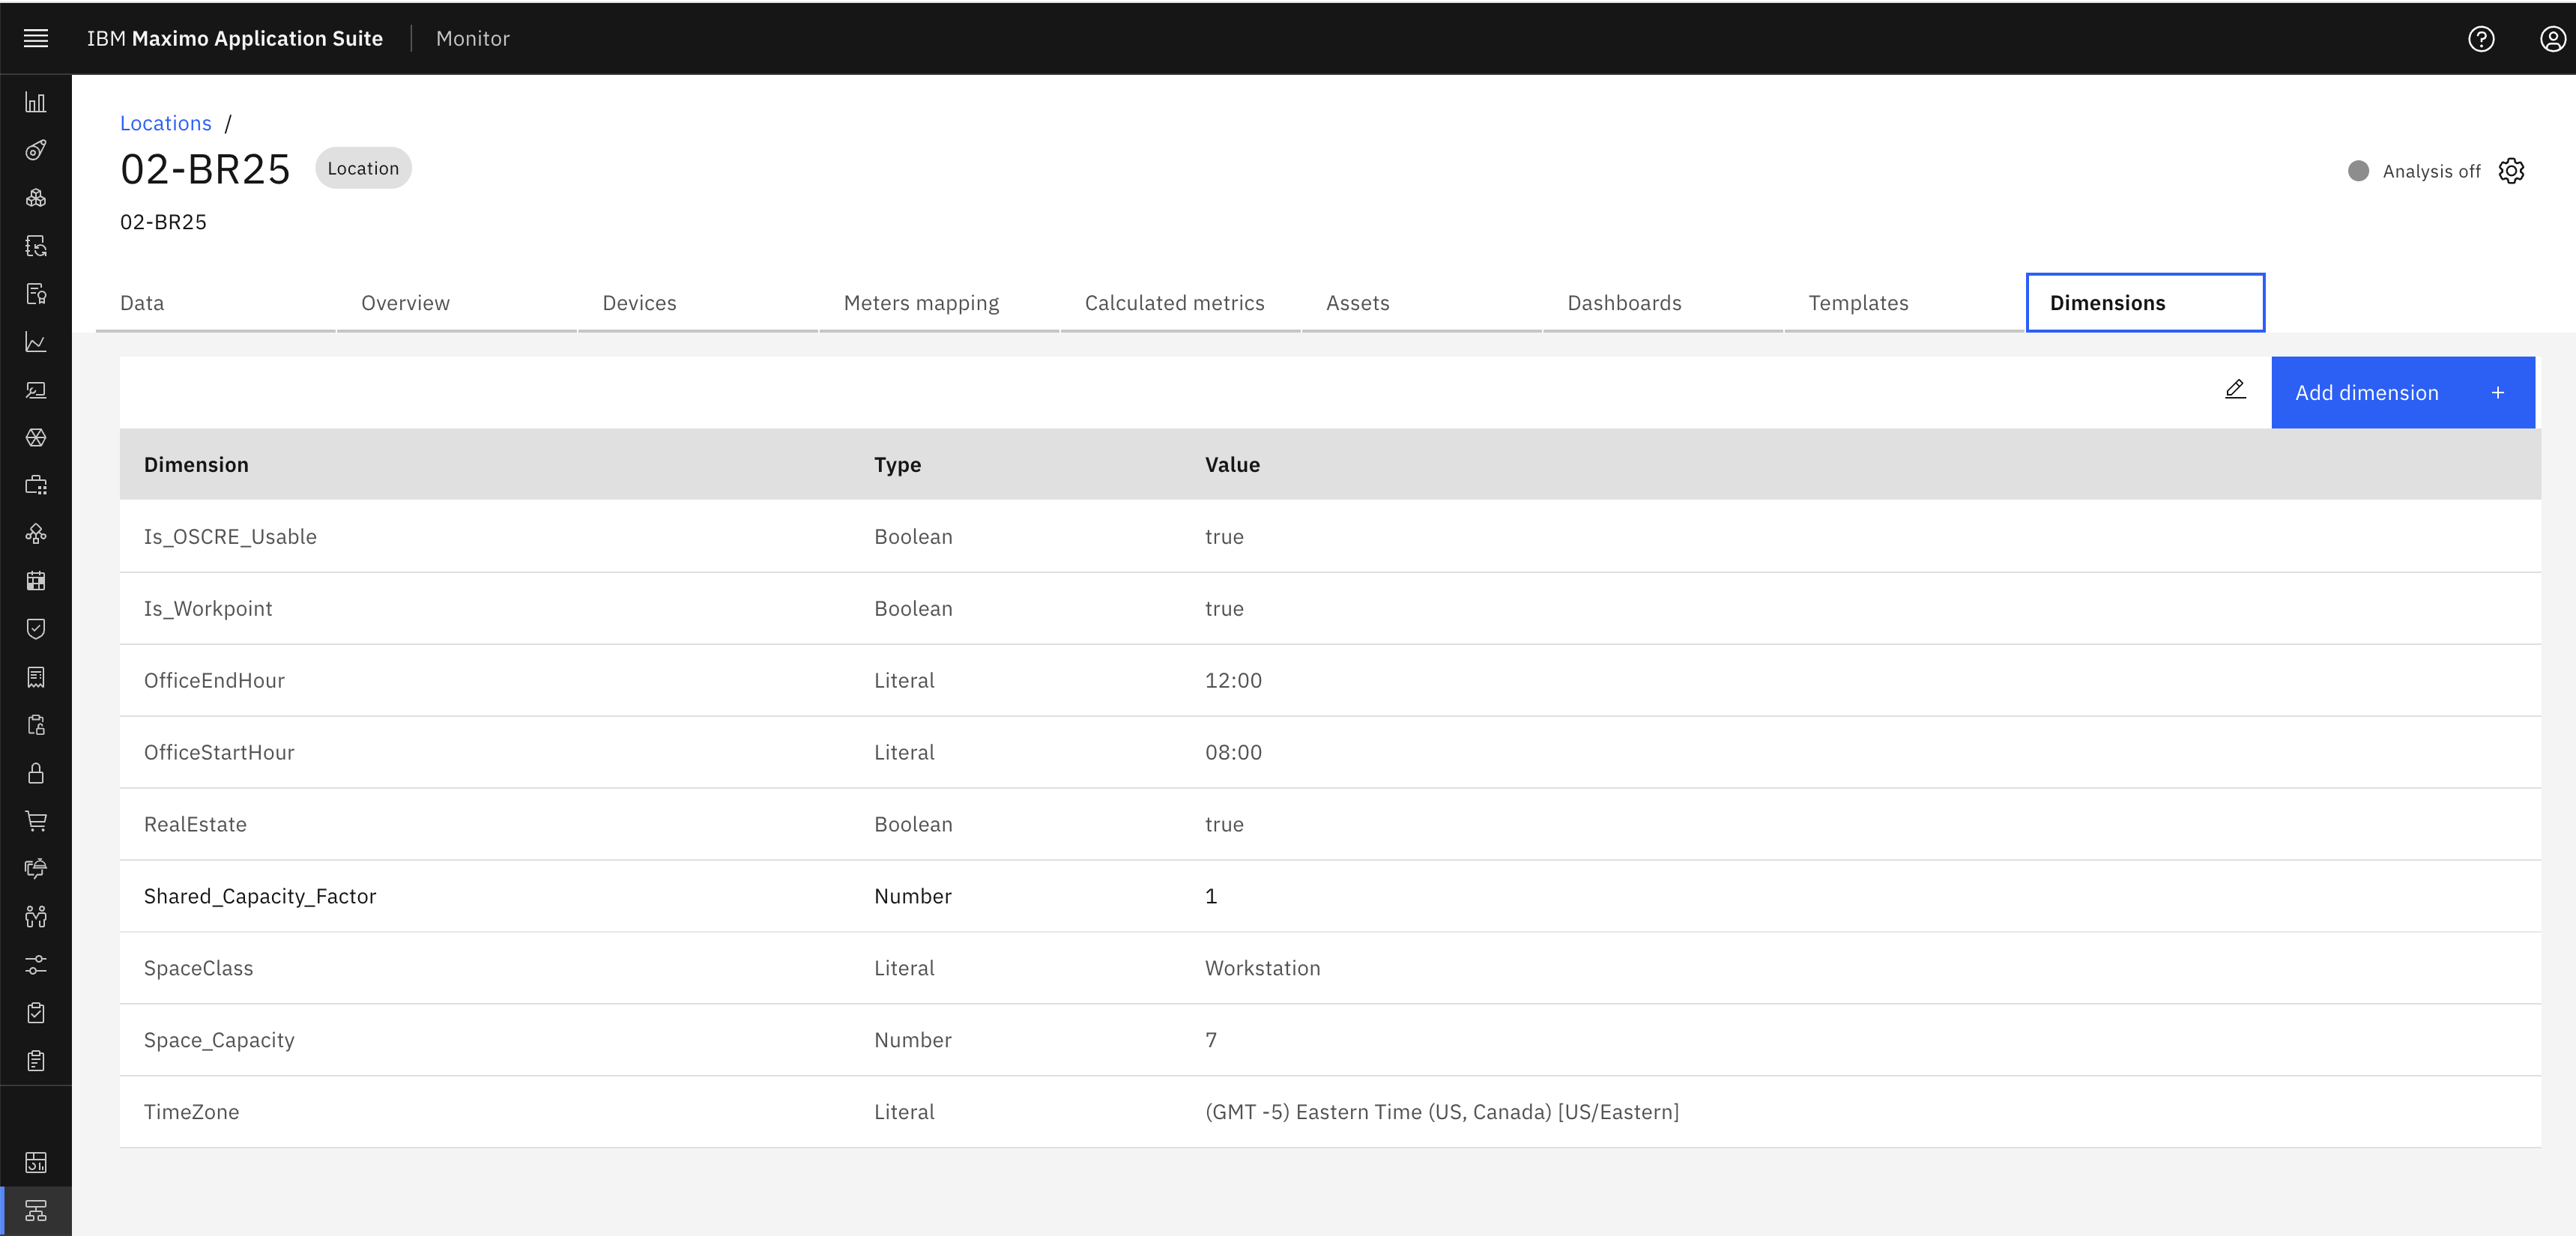 IBM Maximo Application Suite | Monitor
Locations /
02-BR25 Location
Analysis off
02-BR25
Data Overview Devices Meters mapping Calculated metrics Assets Dashboards Templates Dimensions
Add dimension +
Dimension Type Value
Is_OSCRE_Usable Boolean true
Is_Workpoint Boolean true
OfficeEndHour Literal 12:00
OfficeStartHour Literal 08:00
RealEstate Boolean true
Shared_Capacity_Factor Number 1
SpaceClass Literal Workstation
Space_Capacity Number 7
TimeZone Literal (GMT -5) Eastern Time (US, Canada) [US/Eastern]